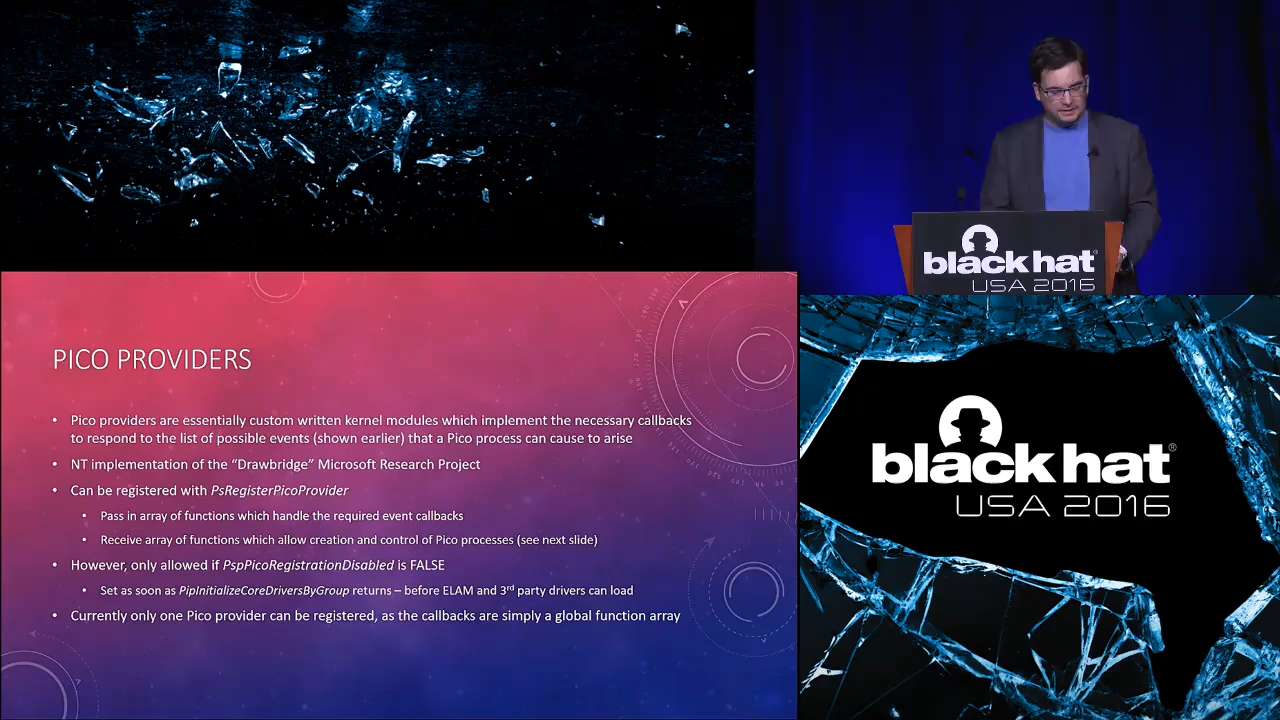 black hat®
USA 2016
PICO PROVIDERS
• Pico providers are essentially custom written kernel modules which implement the necessary callbacks
to respond to the list of possible events (shown earlier) that a Pico process can cause to arise
• NT implementation of the “Drawbridge” Microsoft Research Project
• Can be registered with PsRegisterPicoProvider
• Pass in array of functions which handle the required event callbacks
• Receive array of functions which allow creation and control of Pico processes (see next slide)
• However, only allowed if PspPicoRegistrationDisabled is FALSE
• Set as soon as PipInitializeCoreDriversByGroup returns – before ELAM and 3rd party drivers can load
• Currently only one Pico provider can be registered, as the callbacks are simply a global function array
black hat®
USA 2016